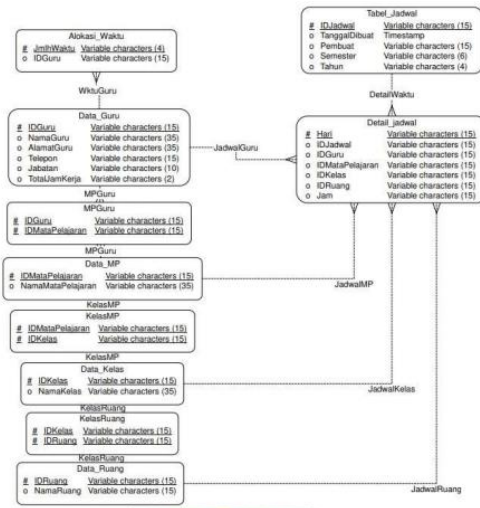 Alokasi_Waktu
# JmlhWaktu Variable characters (4)
o IDGuru Variable characters (15)
WktuGuru
Data_Guru
# IDGuru Variable characters (15)
o NamaGuru Variable characters (35)
o AlamatGuru Variable characters (35)
o Telepon Variable characters (15)
o Jabatan Variable characters (10)
o TotalJamKerja Variable characters (2)
MPGuru
MPGuru
# IDGuru Variable characters (15)
# IDMataPelajaran Variable characters (15)
MPGuru
Data_MP
# IDMataPelajaran Variable characters (15)
o NamaMataPelajaran Variable characters (35)
KelasMP
KelasMP
# IDMataPelajaran Variable characters (15)
# IDKelas Variable characters (15)
KelasMP
Data_Kelas
# IDKelas Variable characters (15)
o NamaKelas Variable characters (35)
KelasRuang
KelasRuang
# IDKelas Variable characters (15)
# IDRuang Variable characters (15)
KelasRuang
Data_Ruang
# IDRuang Variable characters (15)
o NamaRuang Variable characters (15)
Tabel_Jadwal
# IDJadwal Variable characters (15)
o TanggalDibuat Timestamp
o Pembuat Variable characters (15)
o Semester Variable characters (6)
o Tahun Variable characters (4)
DetailWaktu
Detail_jadwal
# Hari Variable characters (15)
o IDJadwal Variable characters (15)
o IDGuru Variable characters (15)
o IDMataPelajaran Variable characters (15)
o IDKelas Variable characters (15)
o IDRuang Variable characters (15)
o Jam Variable characters (15)
JadwalGuru
JadwalMP
JadwalKelas
JadwalRuang